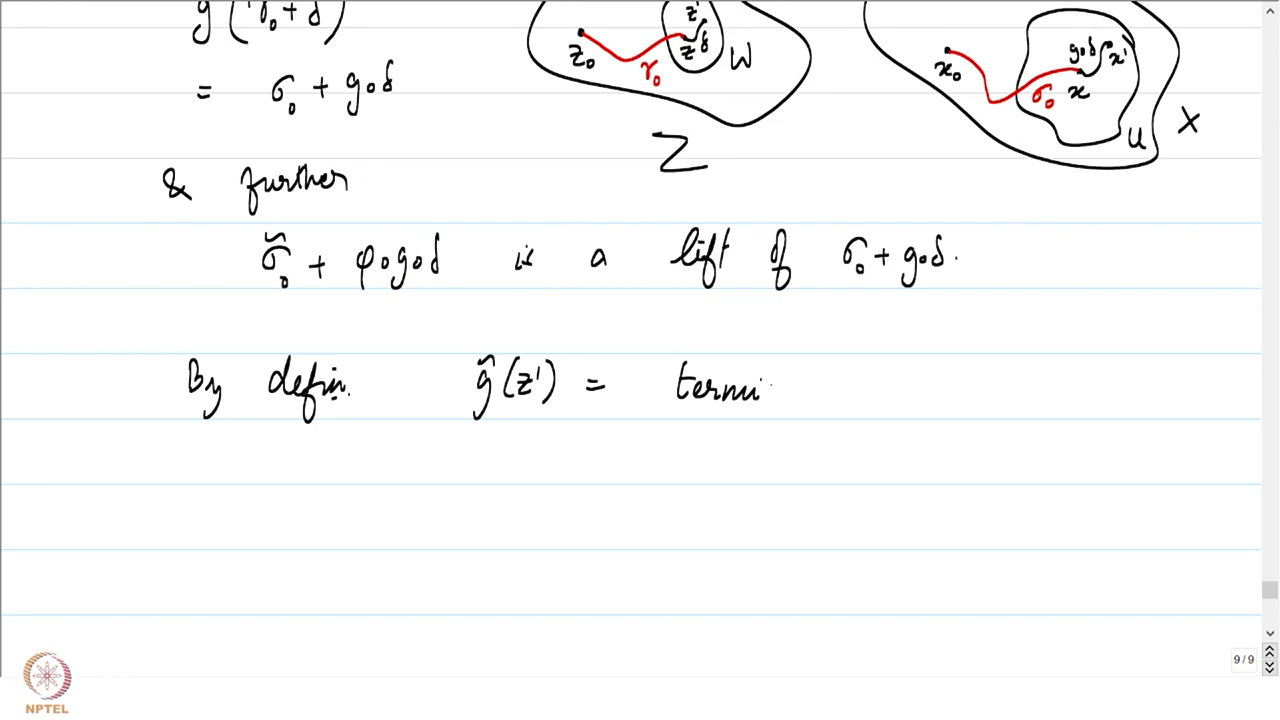 g(γ₀+δ)
= σ₀ + g∘δ
z₀ γ₀ z' z δ W
Z
x₀ σ₀ g∘δ x' x U X
& further
σ̃₀ + φ∘g∘δ is a lift of σ₀ + g∘δ.
By defin. g̃(z') = termi
9 / 9
NPTEL